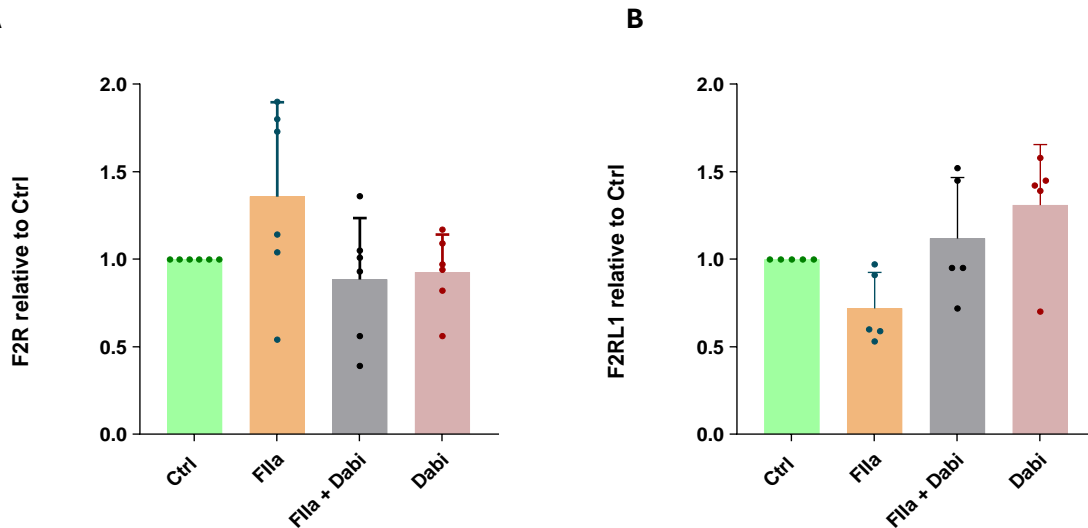 B
F2R relative to Ctrl
2.0
1.5
1.0
0.5
0.0
Ctrl
FIIa
FIIa + Dabi
Dabi
F2RL1 relative to Ctrl
2.0
1.5
1.0
0.5
0.0
Ctrl
FIIa
FIIa + Dabi
Dabi